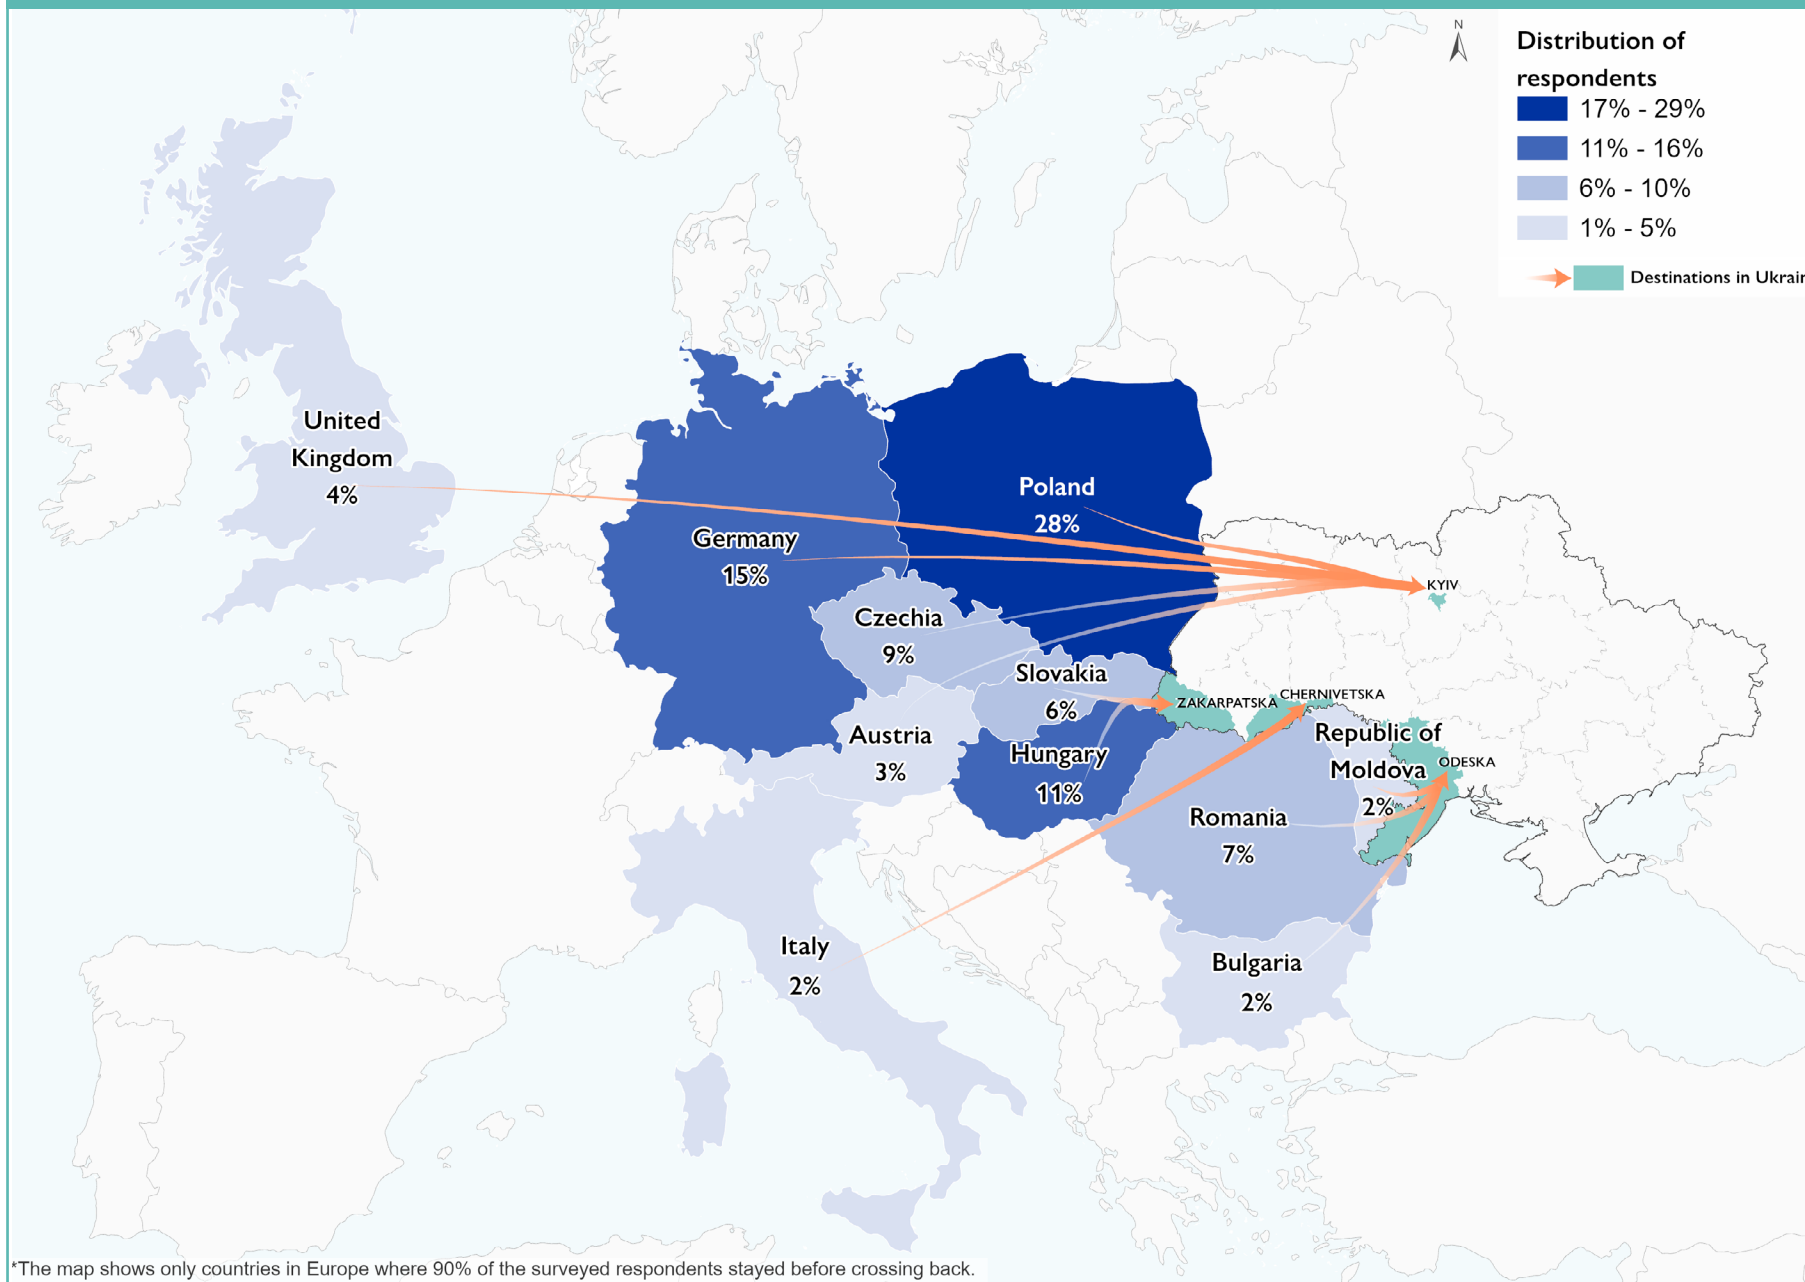 N
Distribution of
respondents
17% - 29%
11% - 16%
6% - 10%
1% - 5%
Destinations in Ukrain
United
Kingdom
4%
Poland
28%
Germany
15%
KYIV
Czechia
9%
Slovakia
6%
ZAKARPATSKA
CHERNIVETSKA
Republic of
Moldova
2%
ODESKA
Austria
3%
Hungary
11%
Romania
7%
Italy
2%
Bulgaria
2%
*The map shows only countries in Europe where 90% of the surveyed respondents stayed before crossing back.